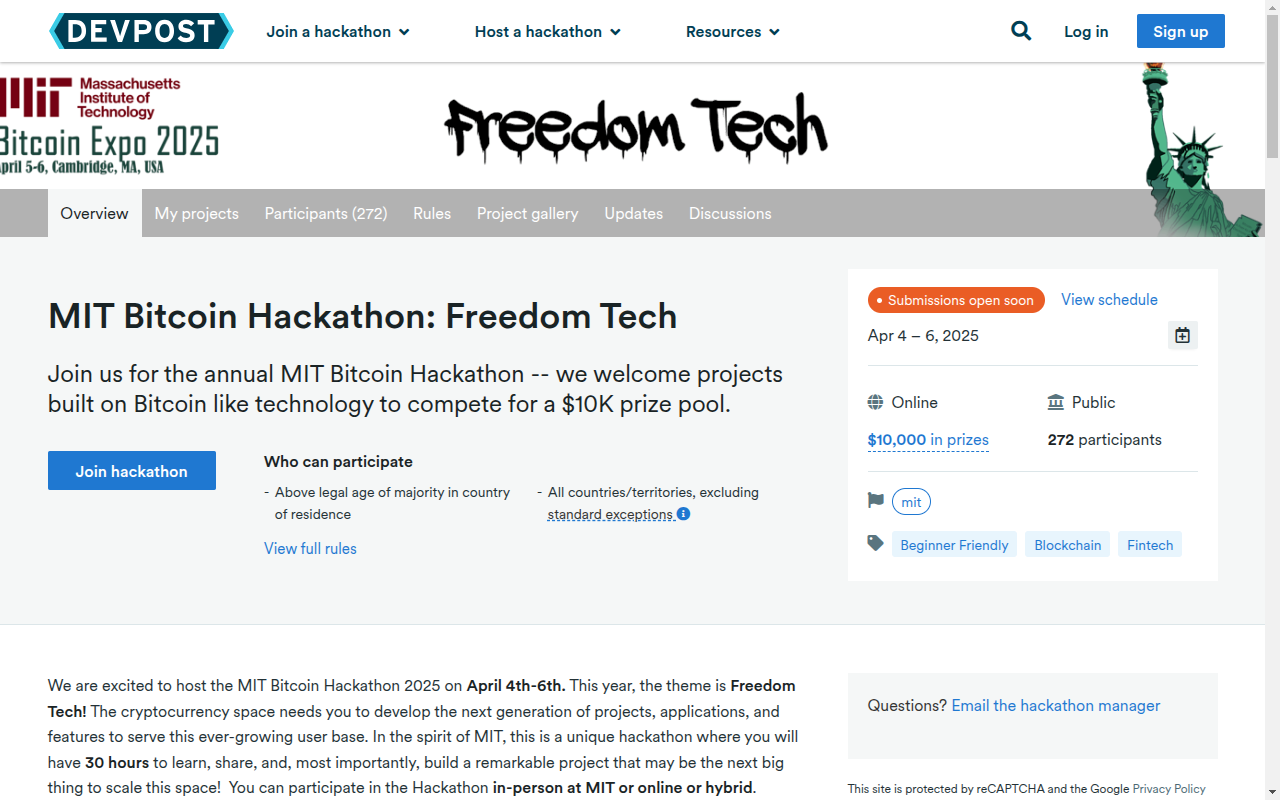 DEVPOST
Join a hackathon
Host a hackathon
Resources
Log in
Sign up
MIT Massachusetts
Institute of
Technology
Bitcoin Expo 2025
April 5-6, Cambridge, MA, USA
Freedom Tech
Overview
My projects
Participants (272)
Rules
Project gallery
Updates
Discussions
MIT Bitcoin Hackathon: Freedom Tech
Join us for the annual MIT Bitcoin Hackathon -- we welcome projects
built on Bitcoin like technology to compete for a $10K prize pool.
Join hackathon
Who can participate
- Above legal age of majority in country
of residence
- All countries/territories, excluding
standard exceptions
View full rules
Submissions open soon
View schedule
Apr 4 – 6, 2025
Online
Public
$10,000 in prizes
272 participants
mit
Beginner Friendly
Blockchain
Fintech
We are excited to host the MIT Bitcoin Hackathon 2025 on April 4th-6th. This year, the theme is Freedom
Tech! The cryptocurrency space needs you to develop the next generation of projects, applications, and
features to serve this ever-growing user base. In the spirit of MIT, this is a unique hackathon where you will
have 30 hours to learn, share, and, most importantly, build a remarkable project that may be the next big
thing to scale this space!  You can participate in the Hackathon in-person at MIT or online or hybrid.
Questions? Email the hackathon manager
This site is protected by reCAPTCHA and the Google Privacy Policy